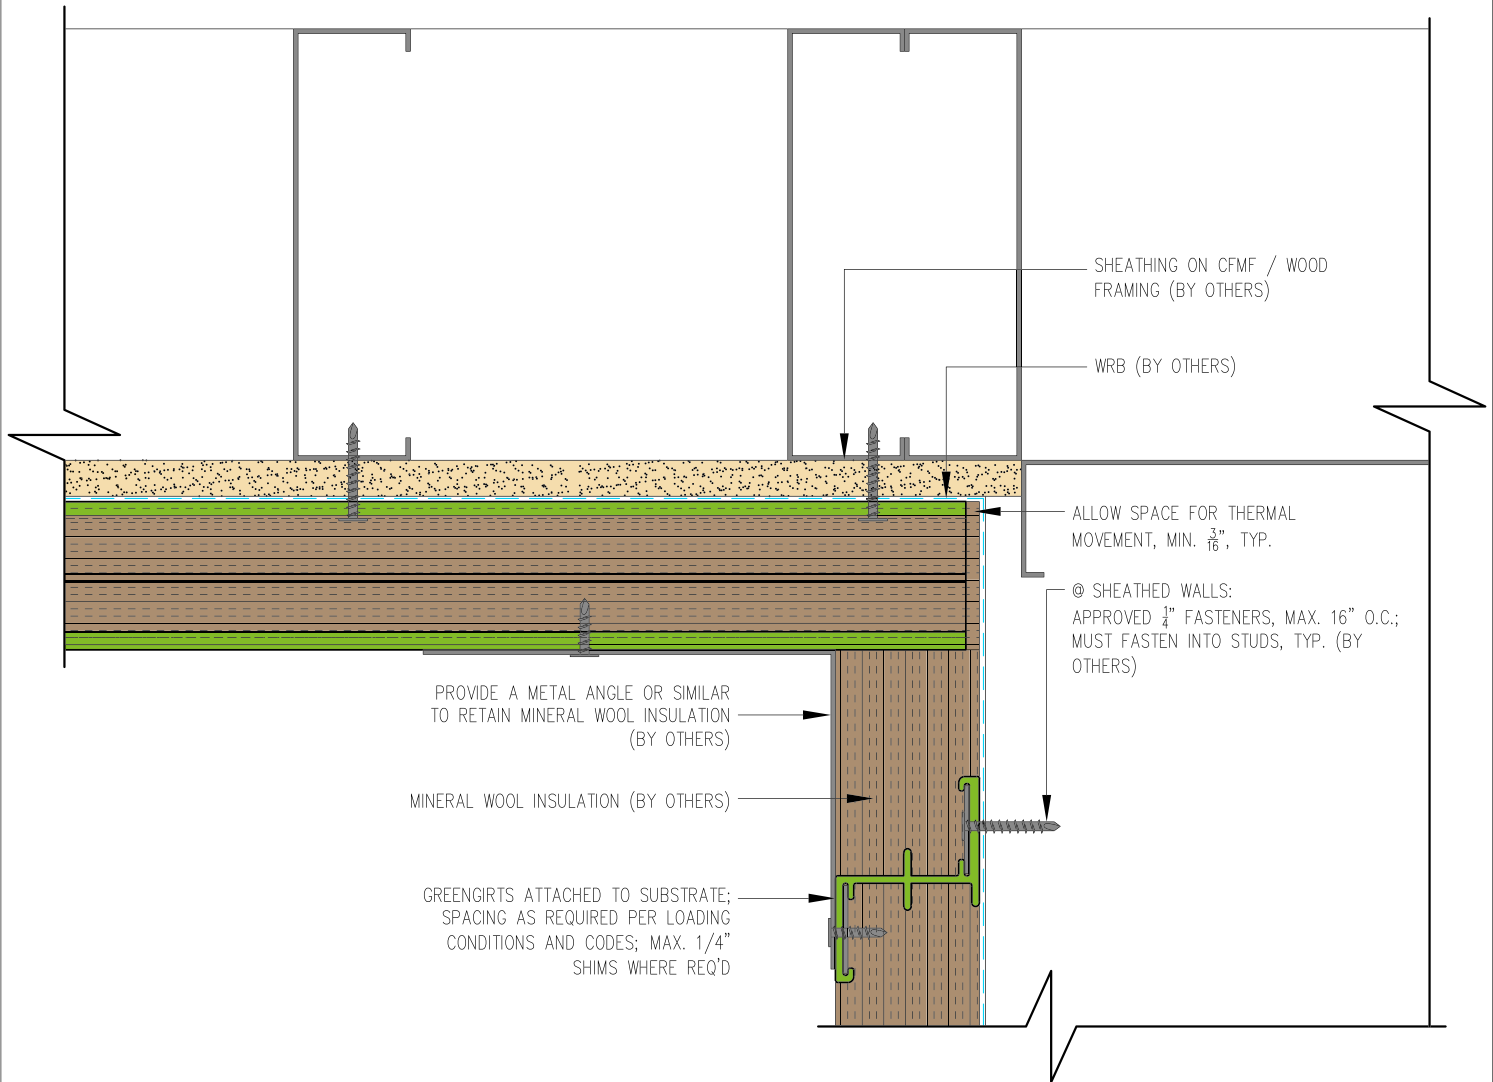 SHEATHING ON CFMF / WOOD
FRAMING (BY OTHERS)
WRB (BY OTHERS)
ALLOW SPACE FOR THERMAL
MOVEMENT, MIN. 3/16", TYP.
@ SHEATHED WALLS:
APPROVED 1/4" FASTENERS, MAX. 16" O.C.;
MUST FASTEN INTO STUDS, TYP. (BY
OTHERS)
PROVIDE A METAL ANGLE OR SIMILAR
TO RETAIN MINERAL WOOL INSULATION
(BY OTHERS)
MINERAL WOOL INSULATION (BY OTHERS)
GREENGIRTS ATTACHED TO SUBSTRATE;
SPACING AS REQUIRED PER LOADING
CONDITIONS AND CODES; MAX. 1/4"
SHIMS WHERE REQ'D